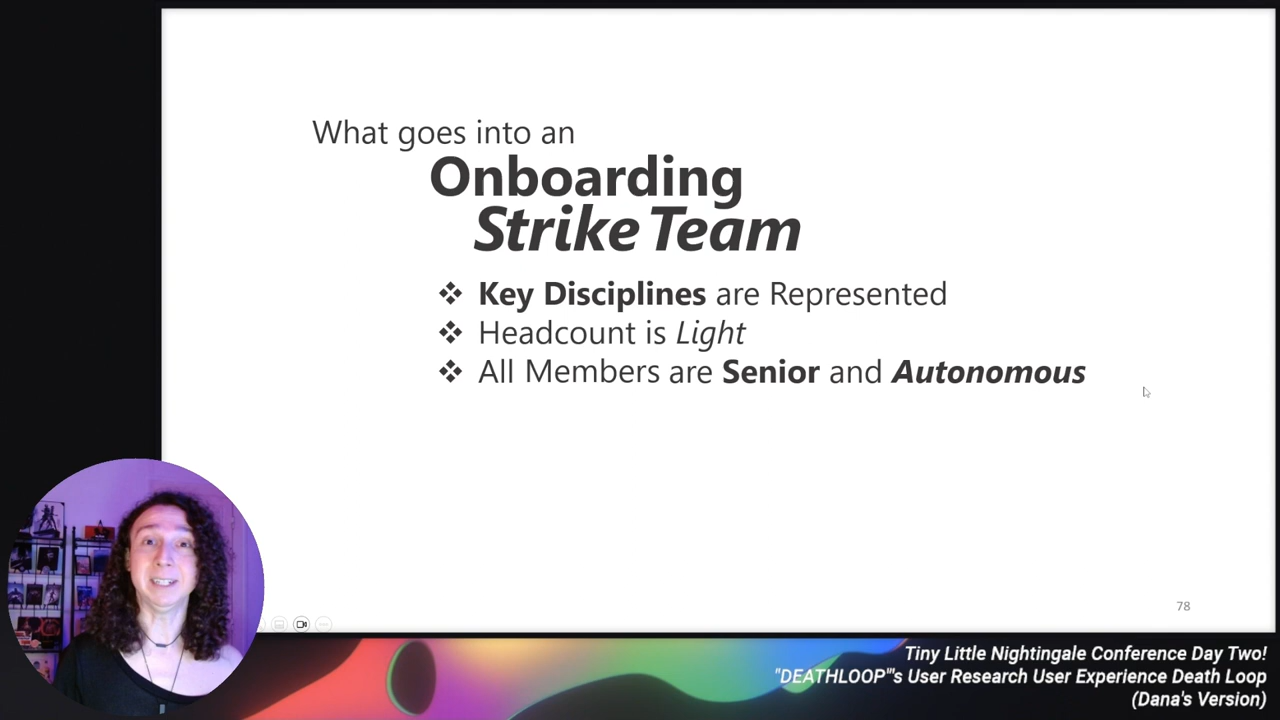 What goes into an
Onboarding
Strike Team
❖ Key Disciplines are Represented
❖ Headcount is Light
❖ All Members are Senior and Autonomous
78
Tiny Little Nightingale Conference Day Two!
"DEATHLOOP"'s User Research User Experience Death Loop
(Dana's Version)